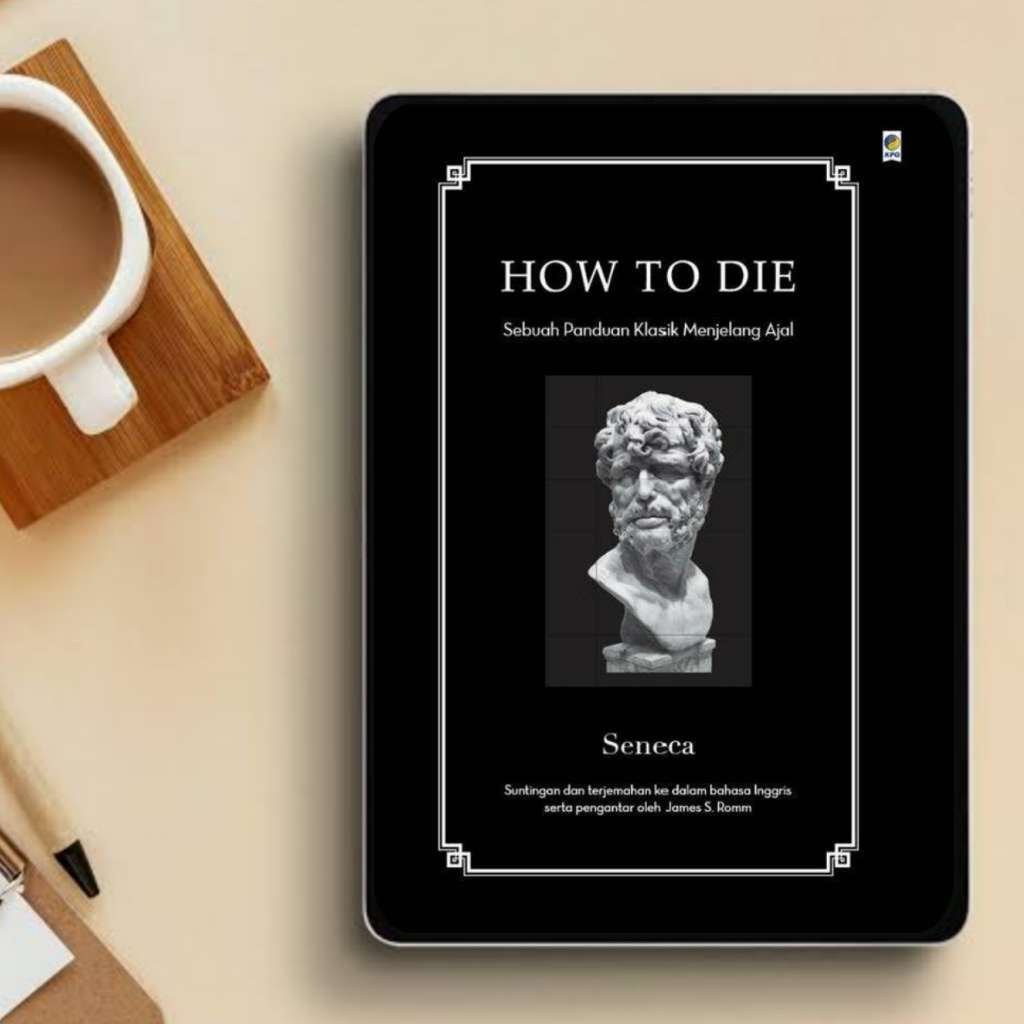 KPG
HOW TO DIE
Sebuah Panduan Klasik Menjelang Ajal
Seneca
Suntingan dan terjemahan ke dalam bahasa Inggris
serta pengantar oleh James S. Romm